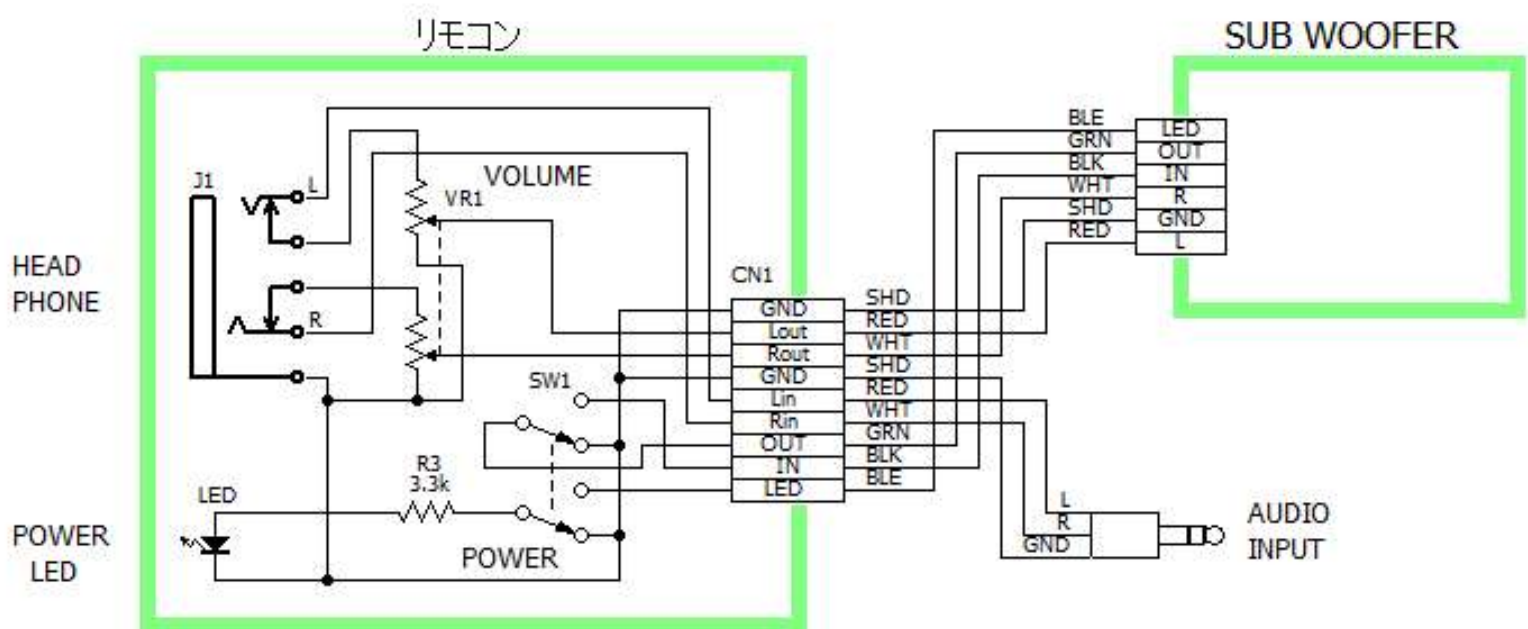 リモコン
SUB WOOFER
BLE
GRN
BLK
WHT
SHD
RED
LED
OUT
IN
R
GND
L
J1
L
R
VOLUME
VR1
HEAD
PHONE
CN1
GND
Lout
Rout
GND
Lin
Rin
OUT
IN
LED
SHD
RED
WHT
SHD
RED
WHT
GRN
BLK
BLE
SW1
R3
3.3k
LED
POWER
LED
POWER
L
R
GND
AUDIO
INPUT